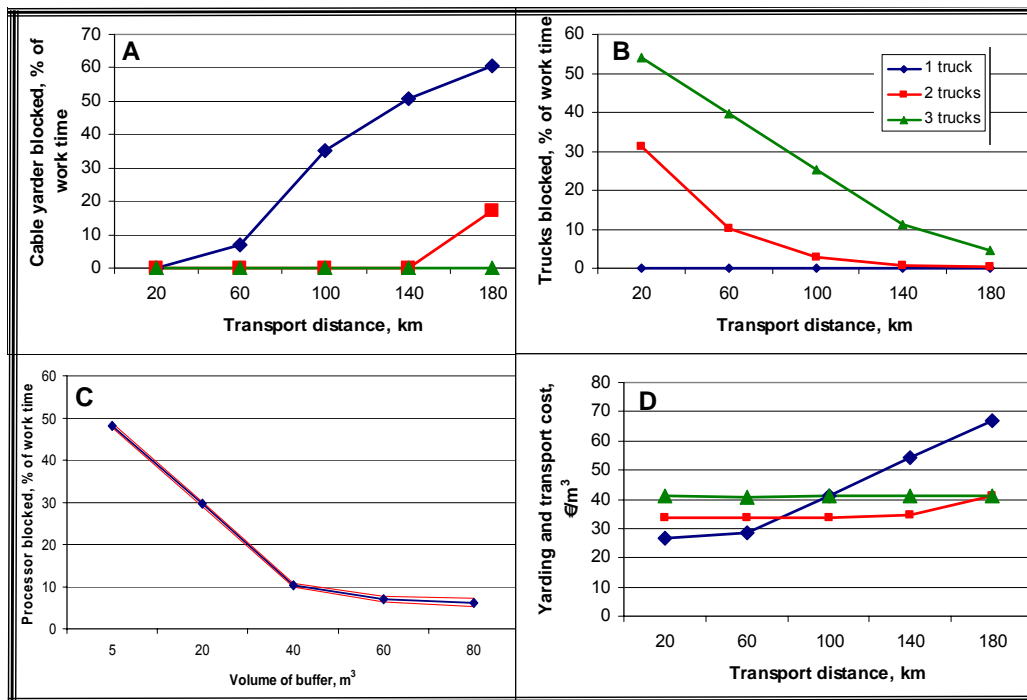 A
Cable yarder blocked, % of
work time
70
60
50
40
30
20
10
0
20 60 100 140 180
Transport distance, km
B
Trucks blocked, % of work time
60
50
40
30
20
10
0
1 truck
2 trucks
3 trucks
20 60 100 140 180
Transport distance, km
C
Processor blocked, % of work time
60
50
40
30
20
10
0
5 20 40 60 80
Volume of buffer, m³
D
Yarding and transport cost,
€/m³
80
70
60
50
40
30
20
10
0
20 60 100 140 180
Transport distance, km